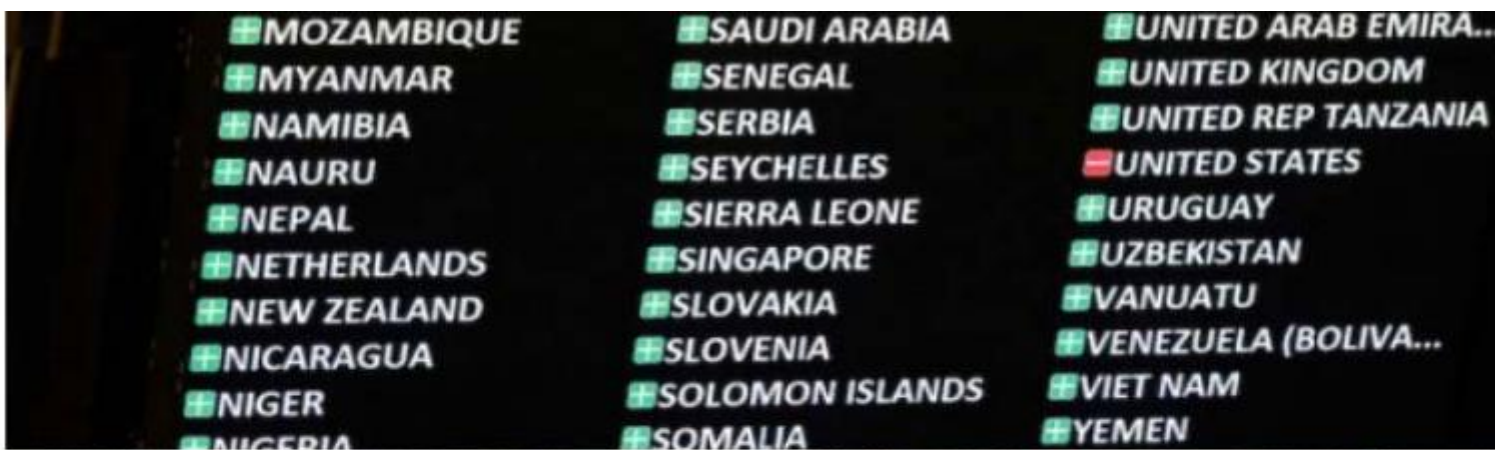 MOZAMBIQUE
MYANMAR
NAMIBIA
NAURU
NEPAL
NETHERLANDS
NEW ZEALAND
NICARAGUA
NIGER
NIGERIA
SAUDI ARABIA
SENEGAL
SERBIA
SEYCHELLES
SIERRA LEONE
SINGAPORE
SLOVAKIA
SLOVENIA
SOLOMON ISLANDS
SOMALIA
UNITED ARAB EMIRA...
UNITED KINGDOM
UNITED REP TANZANIA
UNITED STATES
URUGUAY
UZBEKISTAN
VANUATU
VENEZUELA (BOLIVA...
VIET NAM
YEMEN